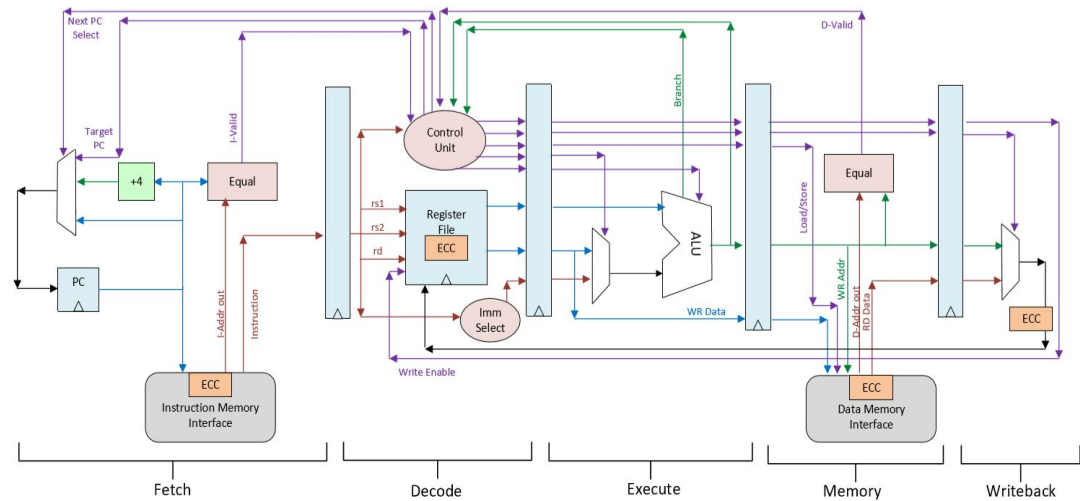 Next PC
Select
D-Valid
Branch
I-Valid
Target
PC
Control
Unit
+4
Equal
Equal
rs1
rs2
rd
Register
File
ECC
ALU
Load/Store
PC
I-Addr out
Instruction
Imm
Select
WR Data
WR Addr
D-Addr out
RD Data
ECC
Write Enable
ECC
Instruction Memory
Interface
ECC
Data Memory
Interface
Fetch
Decode
Execute
Memory
Writeback